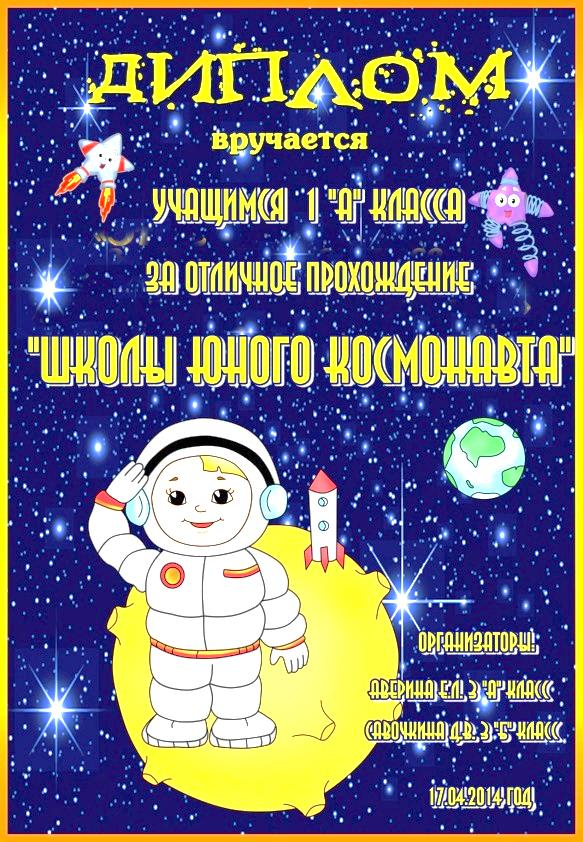 ДИПЛОМ
вручается
УЧАЩИМСЯ 1 "А" КЛАССА
ЗА ОТЛИЧНОЕ ПРОХОЖДЕНИЕ
"ШКОЛЫ ЮНОГО КОСМОНАВТА"
ОРГАНИЗАТОРЫ:
АВЕРИНА ЕЛ. 3 "А" КЛАСС
САВОЧКИНА Д.В. 3 "Б" КЛАСС
17.04.2014 ГОД